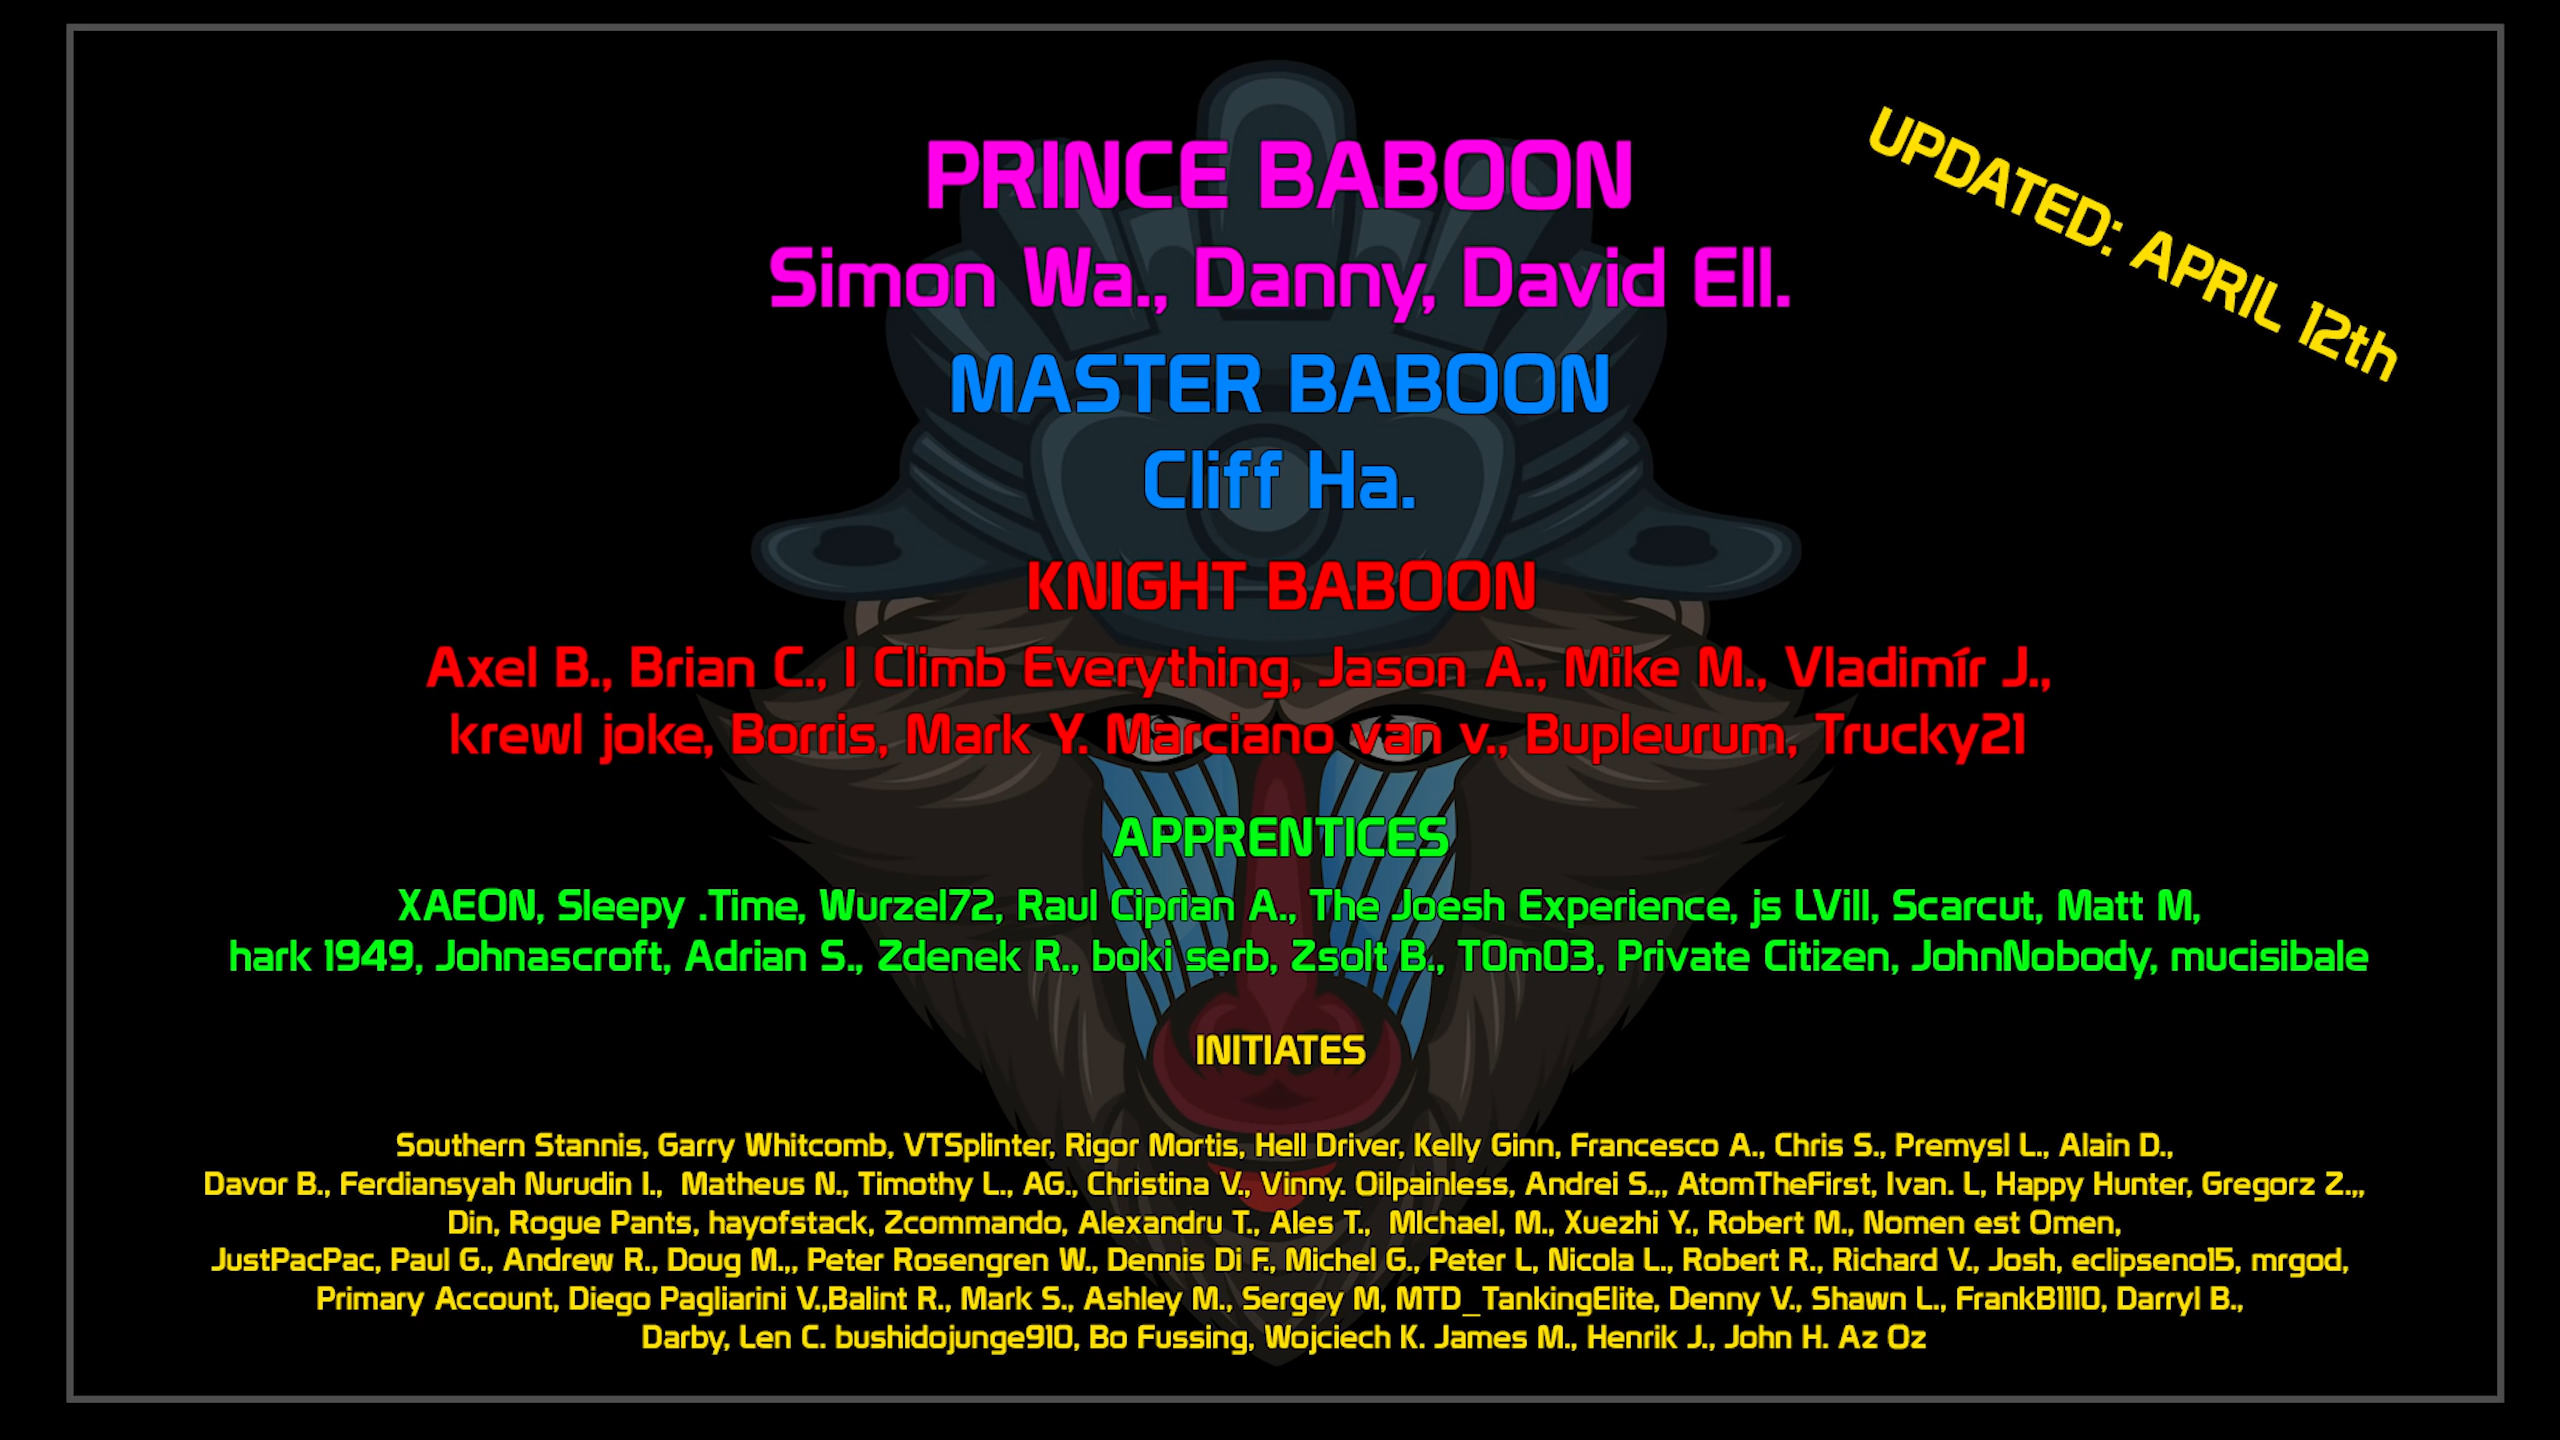 PRINCE BABOON
UPDATED: APRIL 12th
Simon Wa., Danny, David Ell.
MASTER BABOON
Cliff Ha.
KNIGHT BABOON
Axel B., Brian C., I Climb Everything, Jason A., Mike M., Vladimír J.,
krewl joke, Borris, Mark Y. Marciano van v., Bupleurum, Trucky21
APPRENTICES
XAEON, Sleepy .Time, Wurzel72, Raul Ciprian A., The Joesh Experience, js LVill, Scarcut, Matt M,
hark 1949, Johnascroft, Adrian S., Zdenek R., boki serb, Zsolt B., T0m03, Private Citizen, JohnNobody, mucisibale
INITIATES
Southern Stannis, Garry Whitcomb, VTSplinter, Rigor Mortis, Hell Driver, Kelly Ginn, Francesco A., Chris S., Premysl L., Alain D.,
Davor B., Ferdiansyah Nurudin I.,  Matheus N., Timothy L., AG., Christina V., Vinny. Oilpainless, Andrei S.,, AtomTheFirst, Ivan. L, Happy Hunter, Gregorz Z.,,
Din, Rogue Pants, hayofstack, Zcommando, Alexandru T., Ales T.,  MIchael, M., Xuezhi Y., Robert M., Nomen est Omen,
JustPacPac, Paul G., Andrew R., Doug M.,, Peter Rosengren W., Dennis Di F., Michel G., Peter L, Nicola L., Robert R., Richard V., Josh, eclipseno15, mrgod,
Primary Account, Diego Pagliarini V.,Balint R., Mark S., Ashley M., Sergey M, MTD_TankingElite, Denny V., Shawn L., FrankB1110, Darryl B.,
Darby, Len C. bushidojunge910, Bo Fussing, Wojciech K. James M., Henrik J., John H. Az Oz